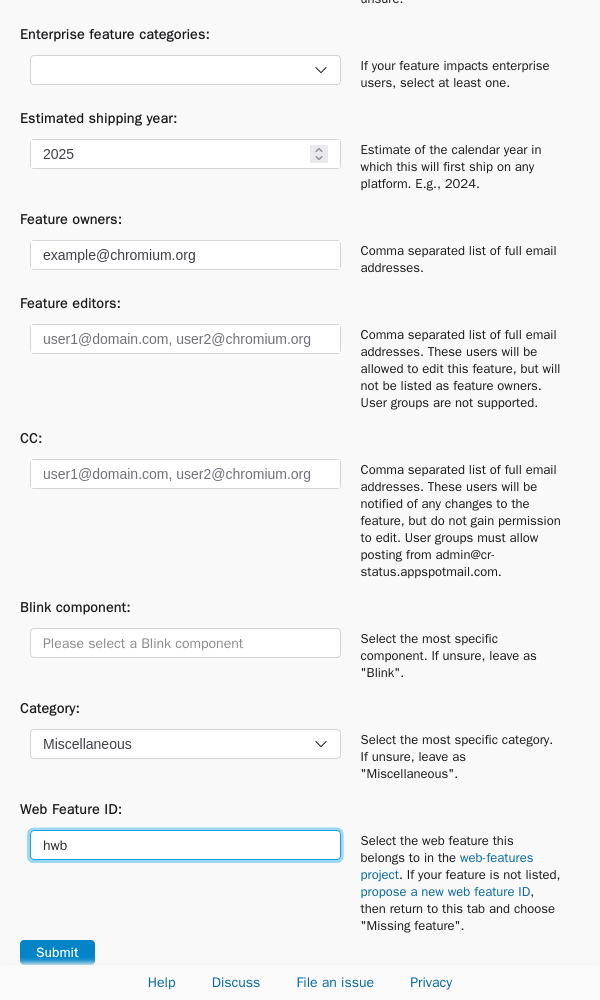 Enterprise feature categories:
If your feature impacts enterprise
users, select at least one.
Estimated shipping year:
2025
Estimate of the calendar year in
which this will first ship on any
platform. E.g., 2024.
Feature owners:
example@chromium.org
Comma separated list of full email
addresses.
Feature editors:
user1@domain.com, user2@chromium.org
Comma separated list of full email
addresses. These users will be
allowed to edit this feature, but will
not be listed as feature owners.
User groups are not supported.
CC:
user1@domain.com, user2@chromium.org
Comma separated list of full email
addresses. These users will be
notified of any changes to the
feature, but do not gain permission
to edit. User groups must allow
posting from admin@cr-
status.appspotmail.com.
Blink component:
Please select a Blink component
Select the most specific
component. If unsure, leave as
"Blink".
Category:
Miscellaneous
Select the most specific category.
If unsure, leave as
"Miscellaneous".
Web Feature ID:
hwb
Select the web feature this
belongs to in the web-features
project. If your feature is not listed,
propose a new web feature ID,
then return to this tab and choose
"Missing feature".
Submit
Help Discuss File an issue Privacy